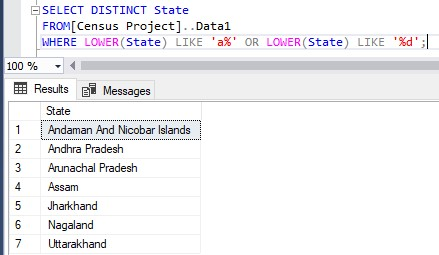 SELECT DISTINCT State
FROM[Census Project]..Data1
WHERE LOWER(State) LIKE 'a%' OR LOWER(State) LIKE '%d';
100 %
Results Messages
State
1 Andaman And Nicobar Islands
2 Andhra Pradesh
3 Arunachal Pradesh
4 Assam
5 Jharkhand
6 Nagaland
7 Uttarakhand